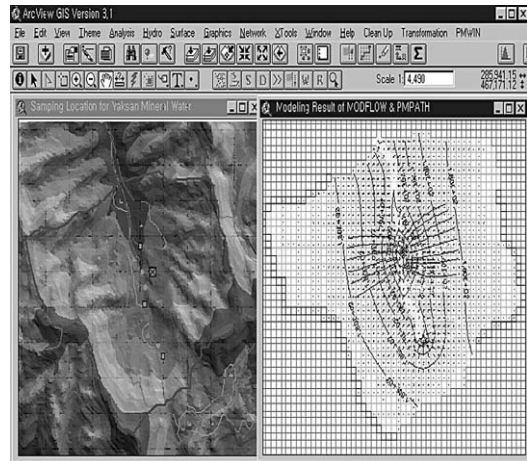 ArcView GIS Version 3.1
File Edit View Theme Analysis Hydro Surface Graphics Network XTools Window Help Clean Up Transformation PMWIN
Scale 1: 4,490
285,941.15
467,171.12
Samping Location for Yaksan Mineral Water
Modeling Result of MODFLOW & PMPATH